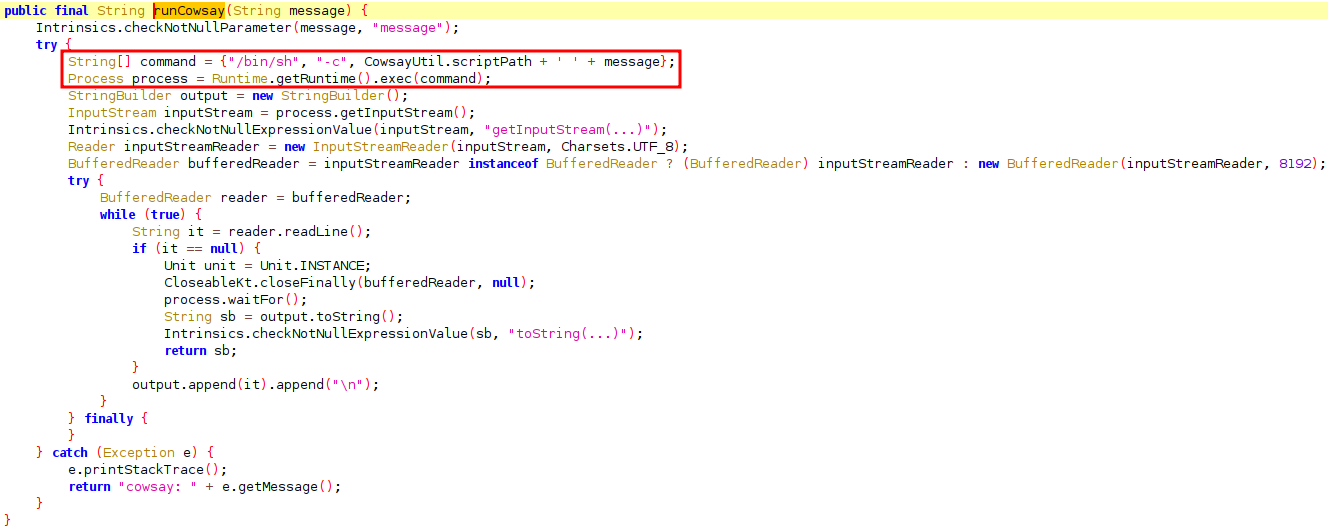 public final String runCowsay(String message) {
    Intrinsics.checkNotNullParameter(message, "message");
    try {
        String[] command = {"/bin/sh", "-c", CowsayUtil.scriptPath + ' ' + message};
        Process process = Runtime.getRuntime().exec(command);
        StringBuilder output = new StringBuilder();
        InputStream inputStream = process.getInputStream();
        Intrinsics.checkNotNullExpressionValue(inputStream, "getInputStream(...)");
        Reader inputStreamReader = new InputStreamReader(inputStream, Charsets.UTF_8);
        BufferedReader bufferedReader = inputStreamReader instanceof BufferedReader ? (BufferedReader) inputStreamReader : new BufferedReader(inputStreamReader, 8192);
        try {
            BufferedReader reader = bufferedReader;
            while (true) {
                String it = reader.readLine();
                if (it == null) {
                    Unit unit = Unit.INSTANCE;
                    CloseableKt.closeFinally(bufferedReader, null);
                    process.waitFor();
                    String sb = output.toString();
                    Intrinsics.checkNotNullExpressionValue(sb, "toString(...)");
                    return sb;
                }
                output.append(it).append("\n");
            }
        } finally {
        }
    } catch (Exception e) {
        e.printStackTrace();
        return "cowsay: " + e.getMessage();
    }
}